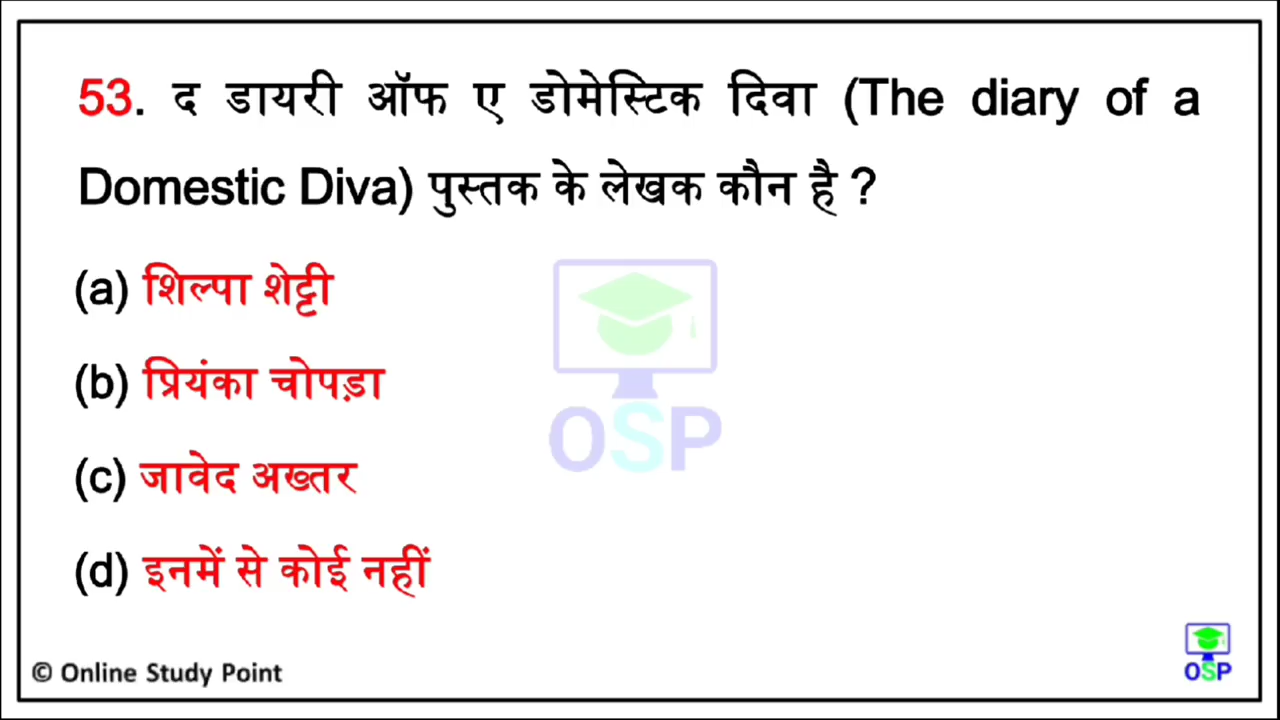 53. द डायरी ऑफ ए डोमेस्टिक दिवा (The diary of a
Domestic Diva) पुस्तक के लेखक कौन है ?
(a) शिल्पा शेट्टी
(b) प्रियंका चोपड़ा
(c) जावेद अख्तर
(d) इनमें से कोई नहीं
OSP
© Online Study Point
OSP